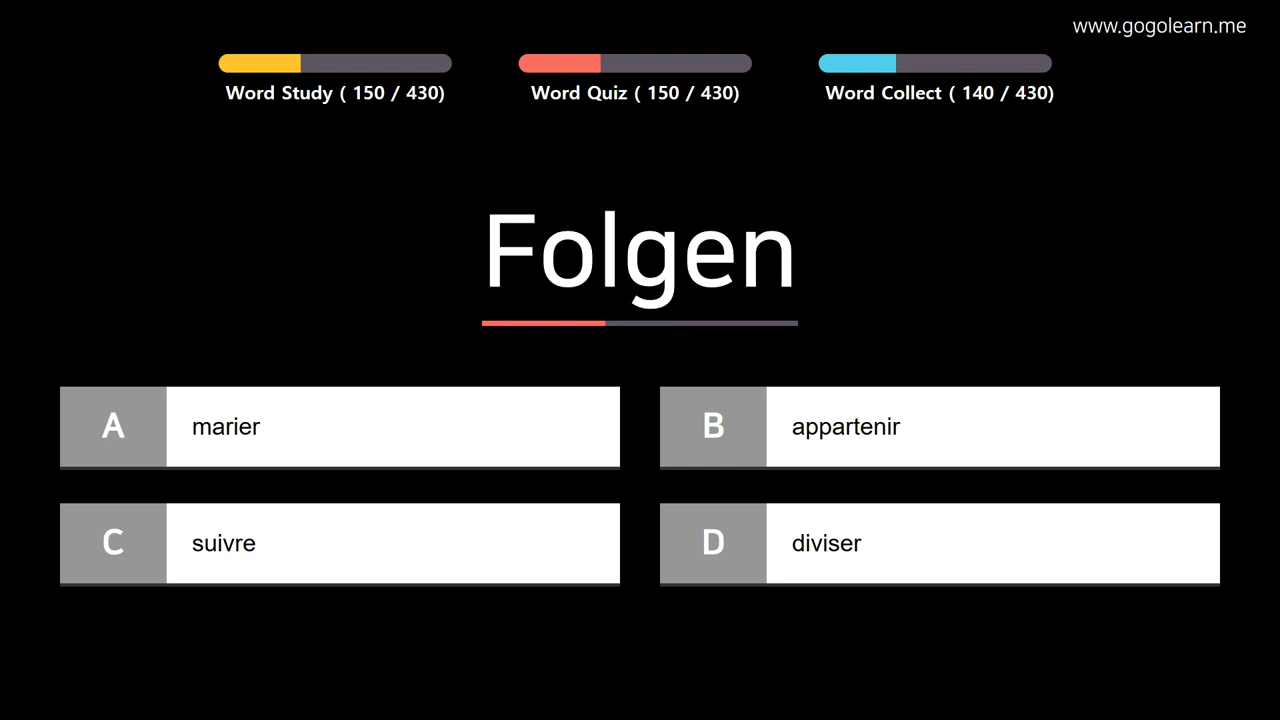 www.gogolearn.me
Word Study ( 150 / 430)
Word Quiz ( 150 / 430)
Word Collect ( 140 / 430)
Folgen
A marier
B appartenir
C suivre
D diviser